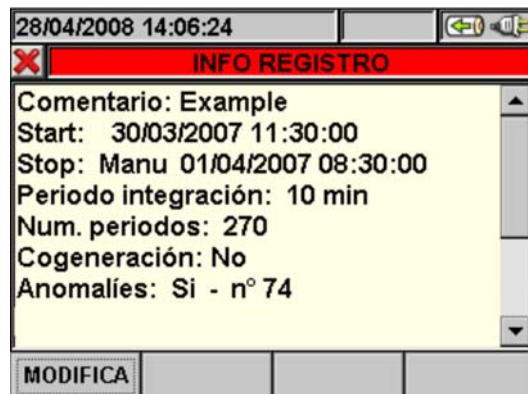 28/04/2008 14:06:24
INFO REGISTRO
Comentario: Example
Start: 30/03/2007 11:30:00
Stop: Manu 01/04/2007 08:30:00
Periodo integración: 10 min
Num. periodos: 270
Cogeneración: No
Anomalíes: Si - n° 74
MODIFICA